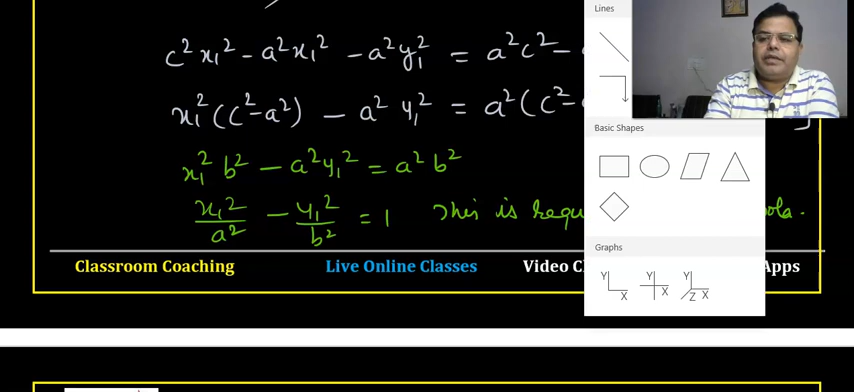 Lines
c²x₁² - a²x₁² - a²y₁² = a²c² -
x₁²(c²-a²) - a² y₁² = a²(c²-
Basic Shapes
x₁² b² - a²y₁² = a² b²
x₁²/a² - y₁²/b² = 1 This is
Graphs
Y X Y X Y Z X
Classroom Coaching Live Online Classes Video Apps